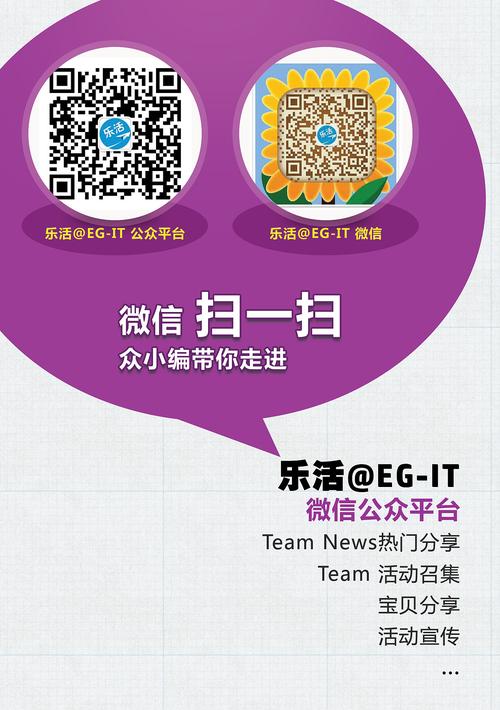 乐活
乐活
乐活@EG-IT 公众平台
乐活@EG-IT 微信
微信 扫一扫
众小编带你走进
乐活@EG-IT
微信公众平台
Team News热门分享
Team 活动召集
宝贝分享
活动宣传
...